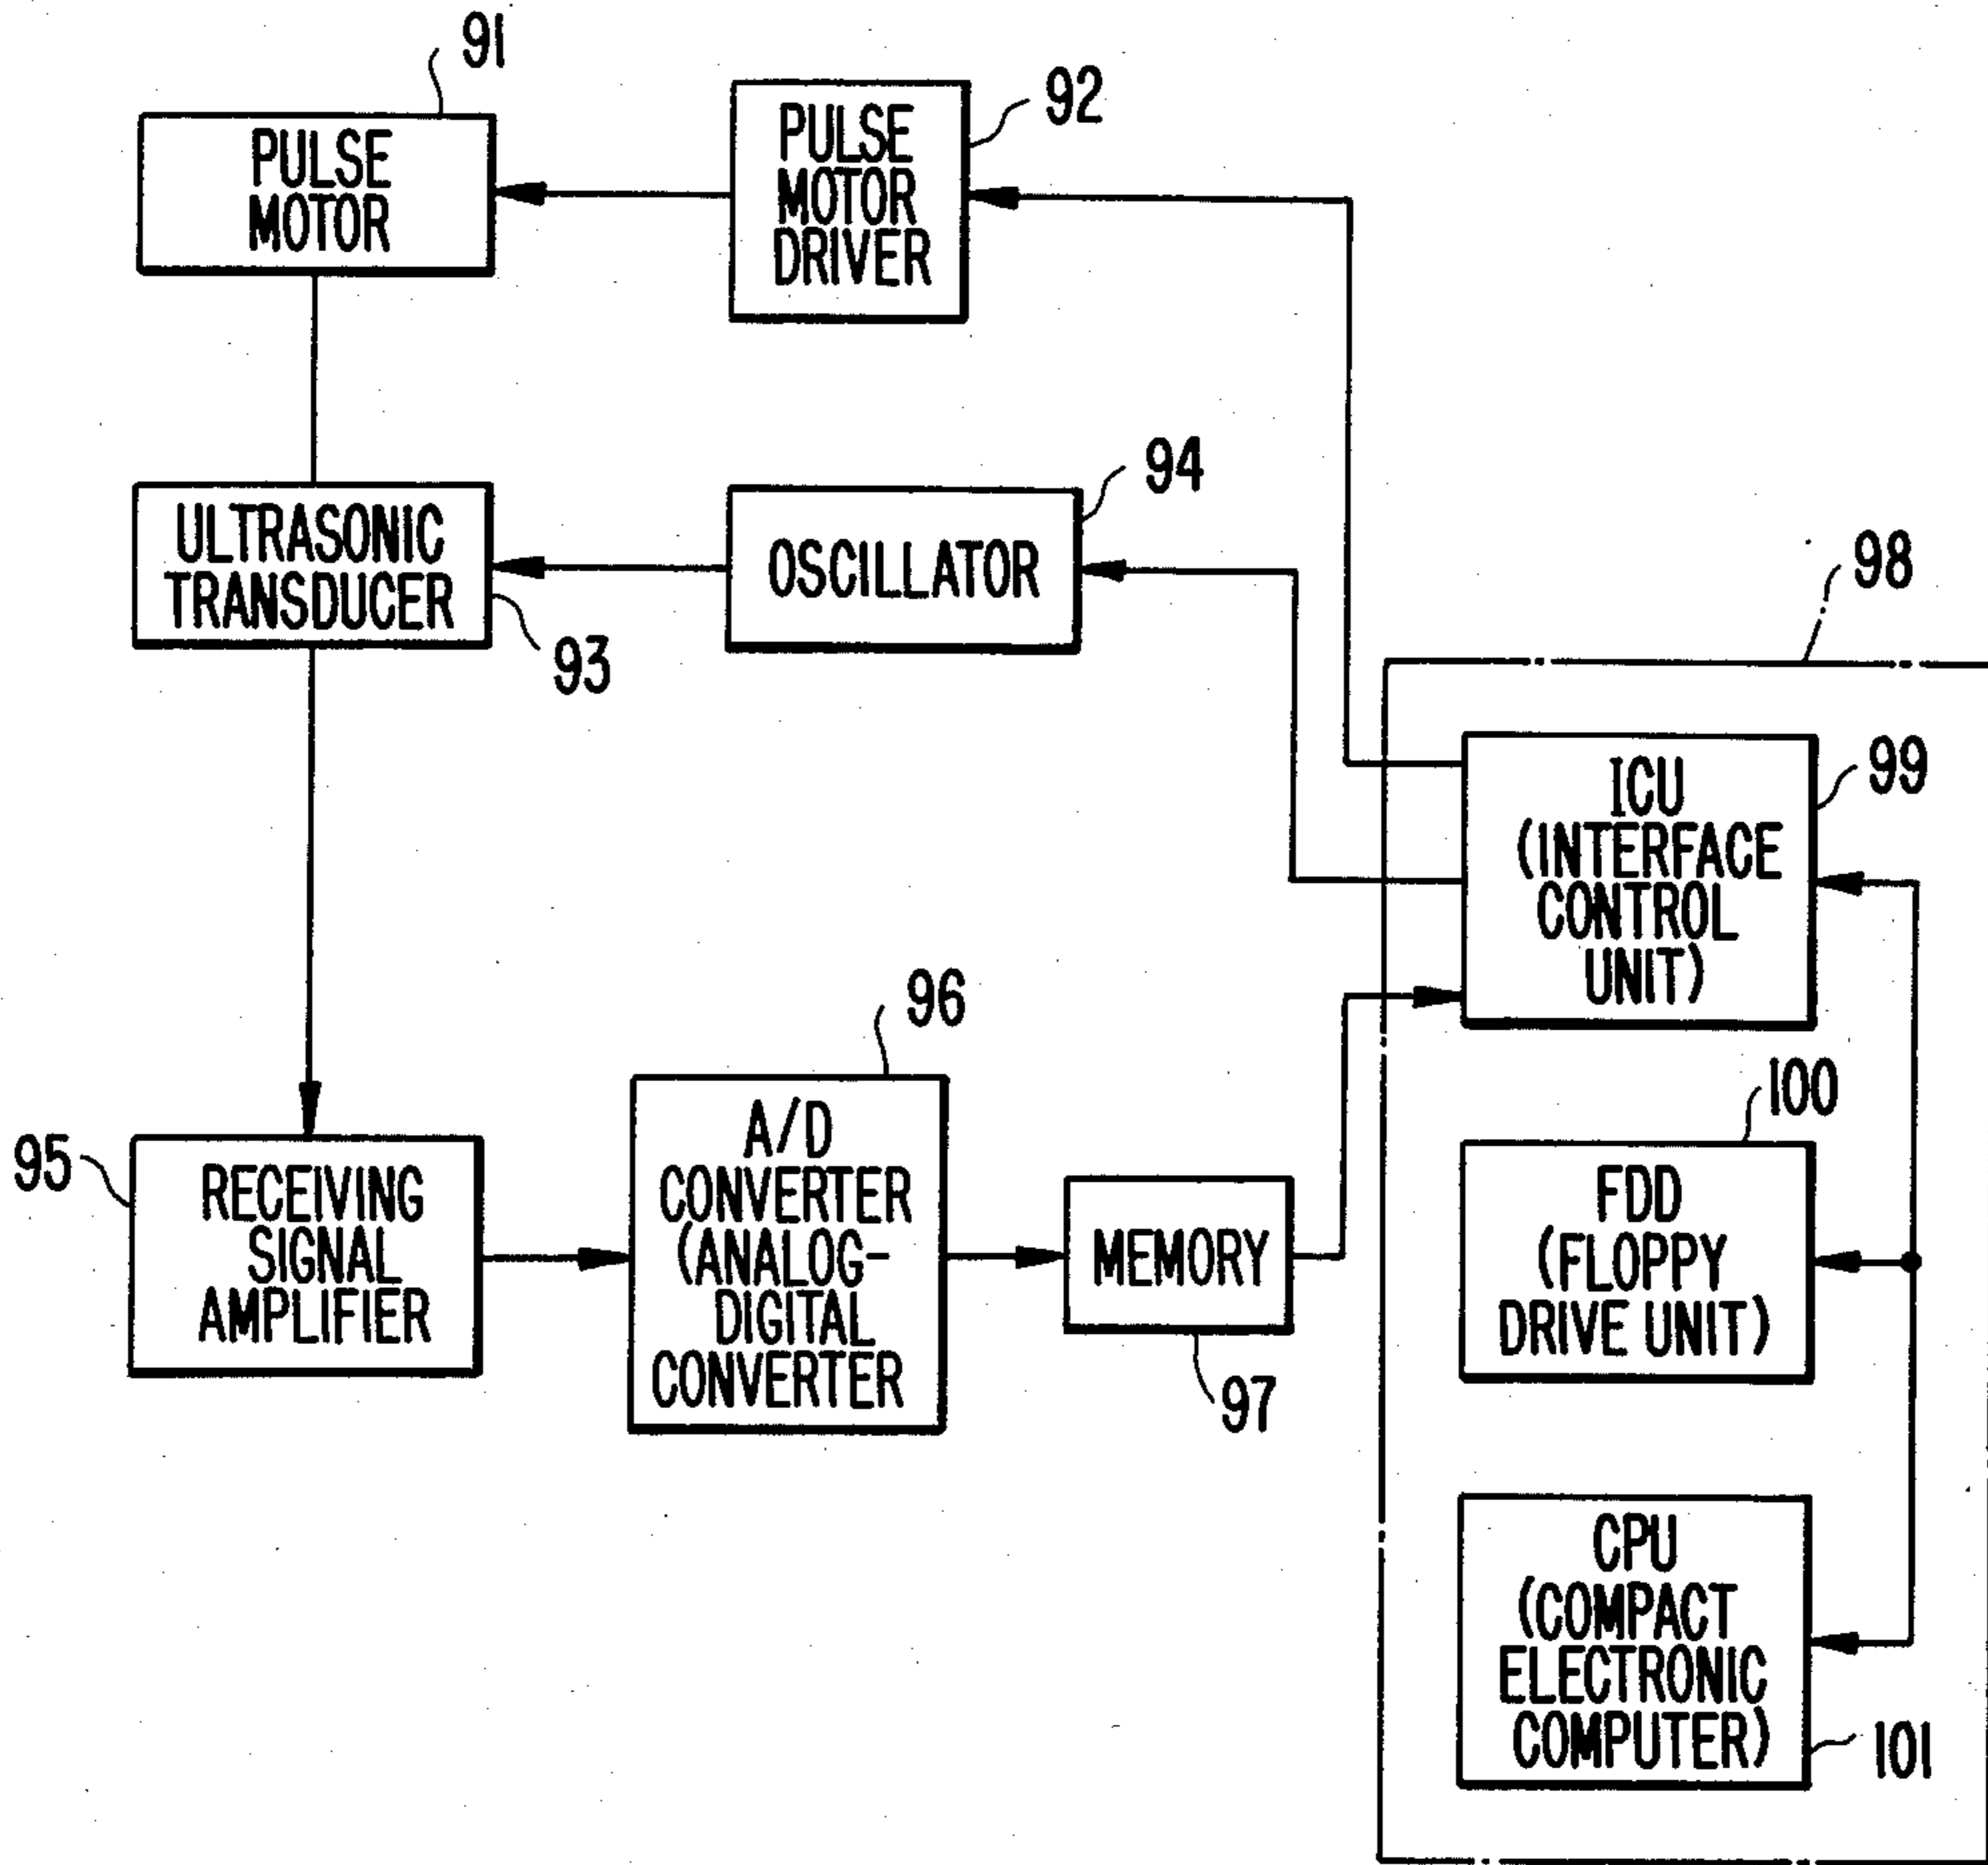 91
PULSE
MOTOR
92
PULSE
MOTOR
DRIVER
94
ULTRASONIC
TRANSDUCER
93
OSCILLATOR
98
99
ICU
(INTERFACE
CONTROL
UNIT)
95
RECEIVING
SIGNAL
AMPLIFIER
96
A/D
CONVERTER
(ANALOG-
DIGITAL
CONVERTER
MEMORY
97
100
FDD
(FLOPPY
DRIVE UNIT)
CPU
(COMPACT
ELECTRONIC
COMPUTER)
101